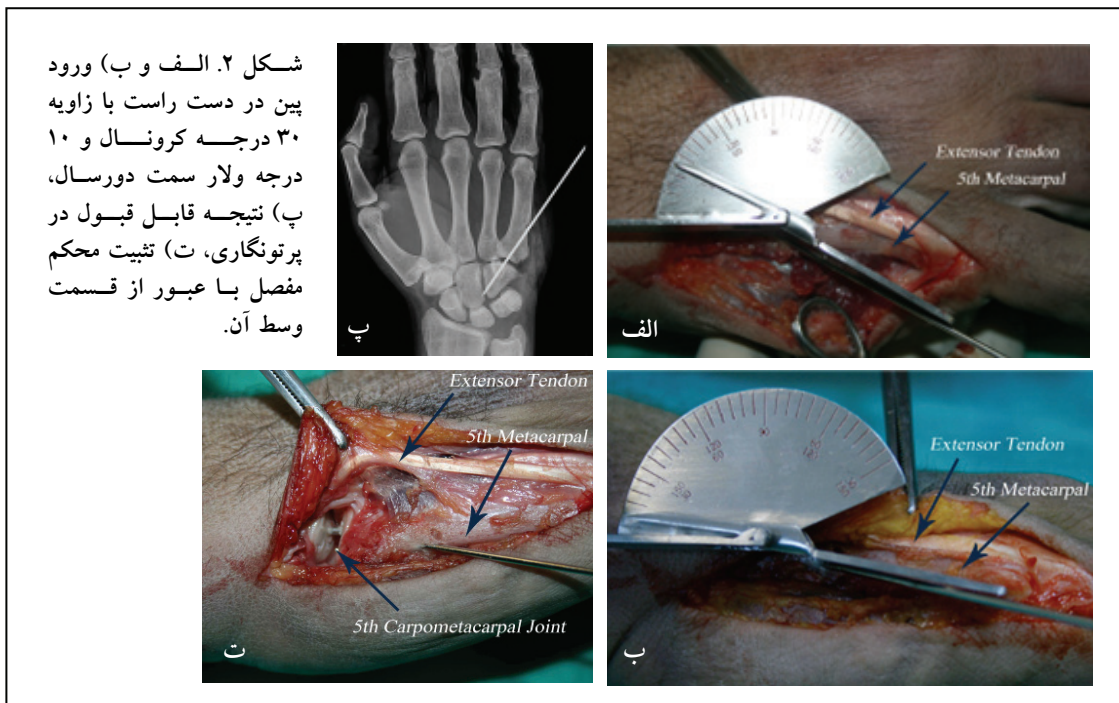 شکل ۲. الف و ب) ورود
پین در دست راست با زاویه
۳۰ درجه کرونال و ۱۰
درجه ولار سمت دورسال،
پ) نتیجه قابل قبول در
پرتونگاری، ت) تثبیت محکم
مفصل با عبور از قسمت
وسط آن.
پ
Extensor Tendon
5th Metacarpal
الف
Extensor Tendon
5th Metacarpal
5th Carpometacarpal Joint
ت
Extensor Tendon
5th Metacarpal
ب